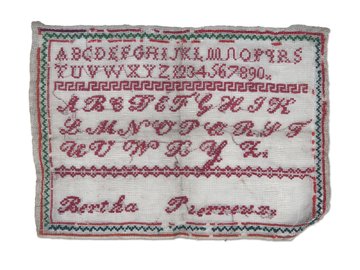 ABCDEFGHIJKLMNOPQRS
TUVWXYZ1234567890
ABCDEFGHIK
LMNOPQRST
UVWXYZ
Bertha